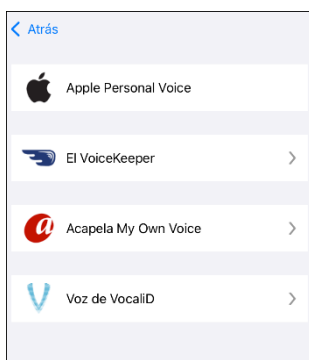 Atrás
Apple Personal Voice
El VoiceKeeper
Acapela My Own Voice
Voz de VocaliD